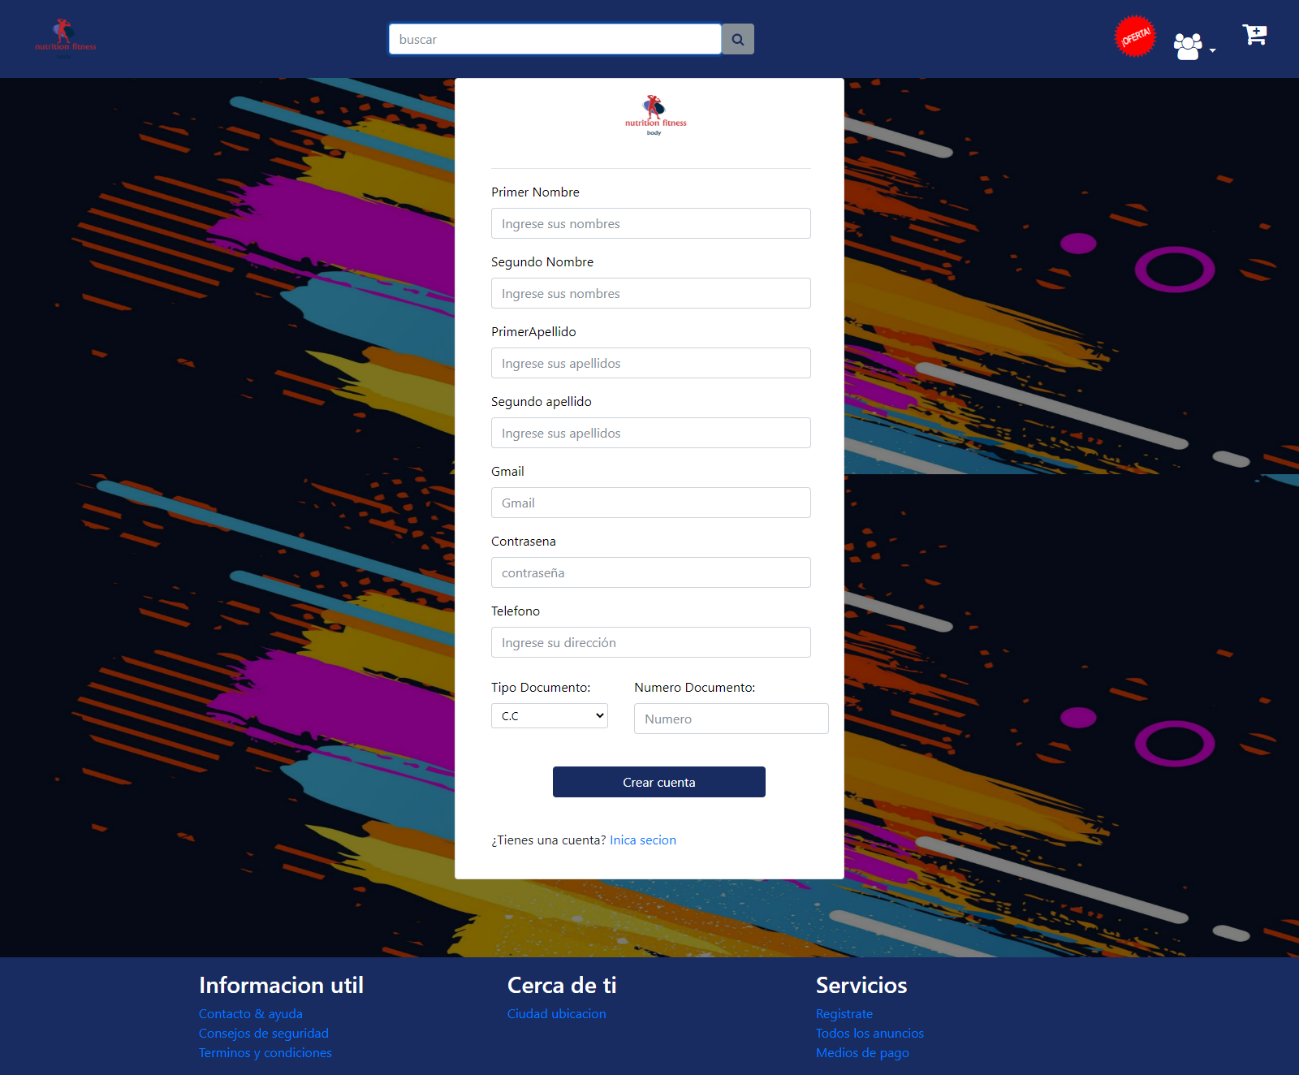 nutrition fitness
body
buscar
¡OFERTA!
nutrition fitness
body
Primer Nombre
Ingrese sus nombres
Segundo Nombre
Ingrese sus nombres
PrimerApellido
Ingrese sus apellidos
Segundo apellido
Ingrese sus apellidos
Gmail
Gmail
Contrasena
contraseña
Telefono
Ingrese su dirección
Tipo Documento: Numero Documento:
C.C Numero
Crear cuenta
¿Tienes una cuenta? Inica secion
Informacion util
Contacto & ayuda
Consejos de seguridad
Terminos y condiciones
Cerca de ti
Ciudad ubicacion
Servicios
Registrate
Todos los anuncios
Medios de pago